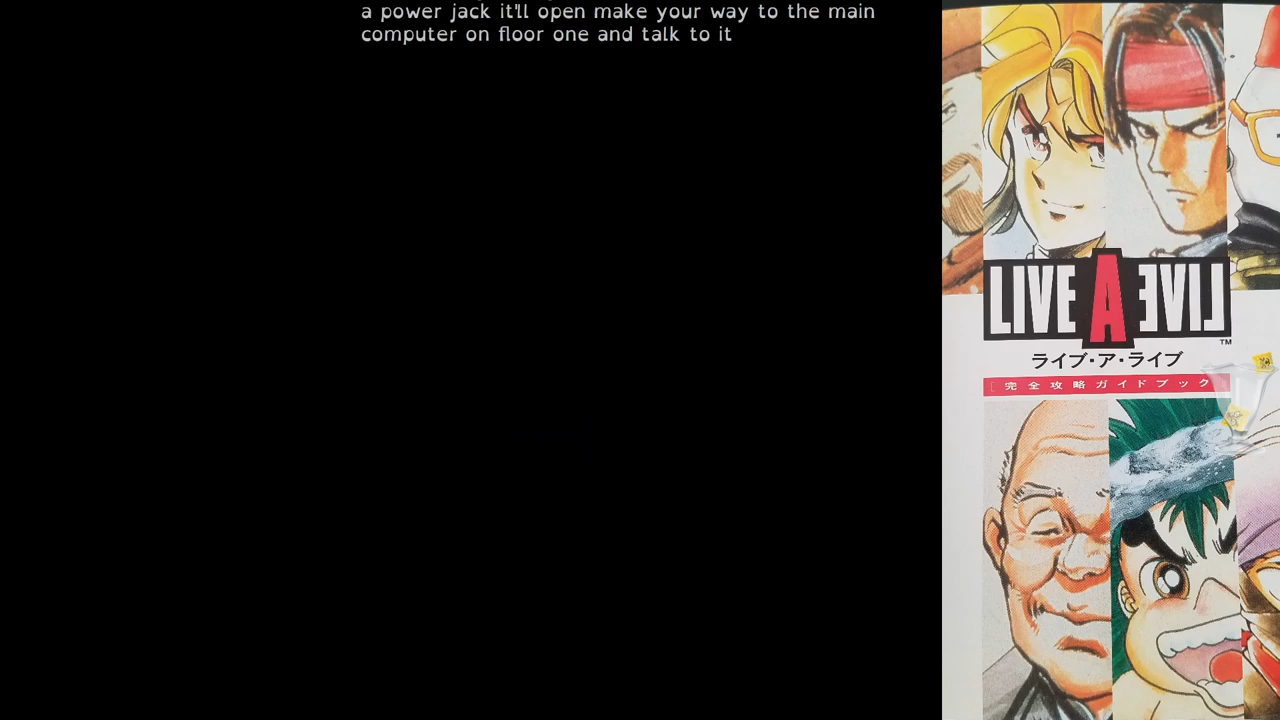 a power jack it'll open make your way to the main
computer on floor one and talk to it
LIVE A LIVE
TM
ライブ・ア・ライブ
[完全攻略ガイドブック